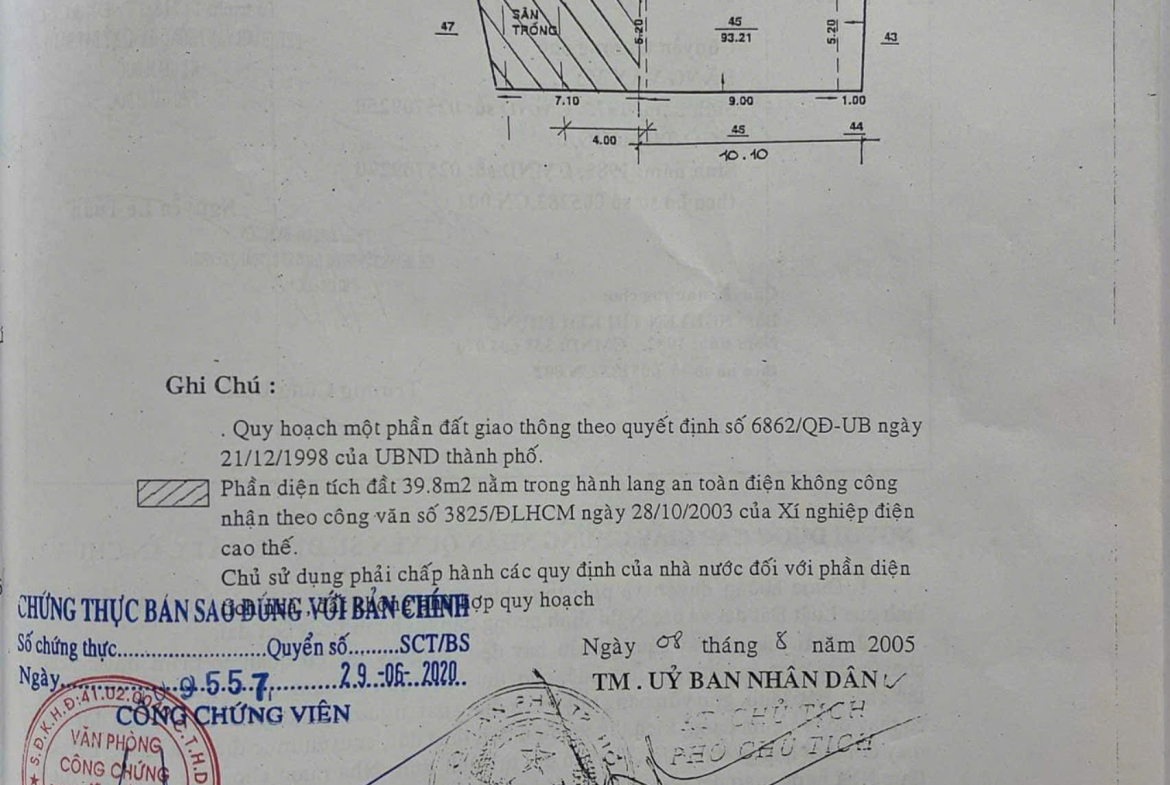 SÂN
TRỐNG
5.20
45
93.21
5.20
47
43
7.10
9.00
1.00
4.00
45
44
10.10
Ghi Chú :
. Quy hoạch một phần đất giao thông theo quyết định số 6862/QĐ-UB ngày
21/12/1998 của UBND thành phố.
Phần diện tích đất 39.8m2 nằm trong hành lang an toàn điện không công
nhận theo công văn số 3825/ĐLHCM ngày 28/10/2003 của Xí nghiệp điện
cao thế.
Chủ sử dụng phải chấp hành các quy định của nhà nước đối với phần diện
hợp quy hoạch
CHỨNG THỰC BẢN SAO ĐÚNG VỚI BẢN CHÍNH
Số chứng thực..........................Quyển số.........SCT/BS
Ngày 08 tháng 8 năm 2005
Ngày 9557 29-06-2020
TM . UỶ BAN NHÂN DÂN
CÔNG CHỨNG VIÊN
KT. CHỦ TỊCH
PHÓ CHỦ TỊCH
VĂN PHÒNG
CÔNG CHỨNG